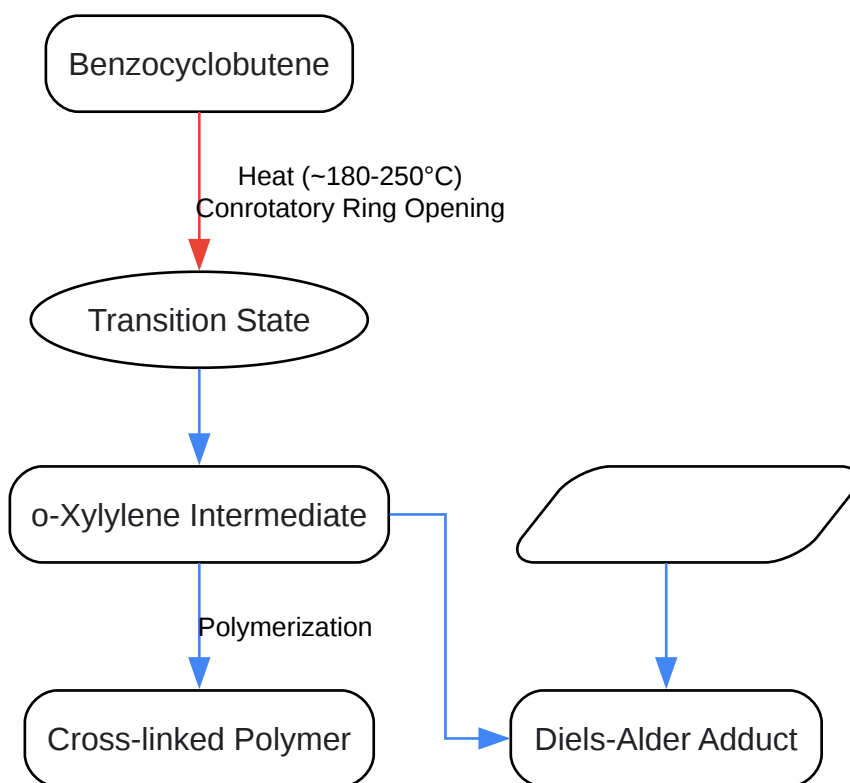 Benzocyclobutene
Heat (~180-250°C)
Conrotatory Ring Opening
Transition State
o-Xylylene Intermediate
Polymerization
Cross-linked Polymer
Diels-Alder Adduct